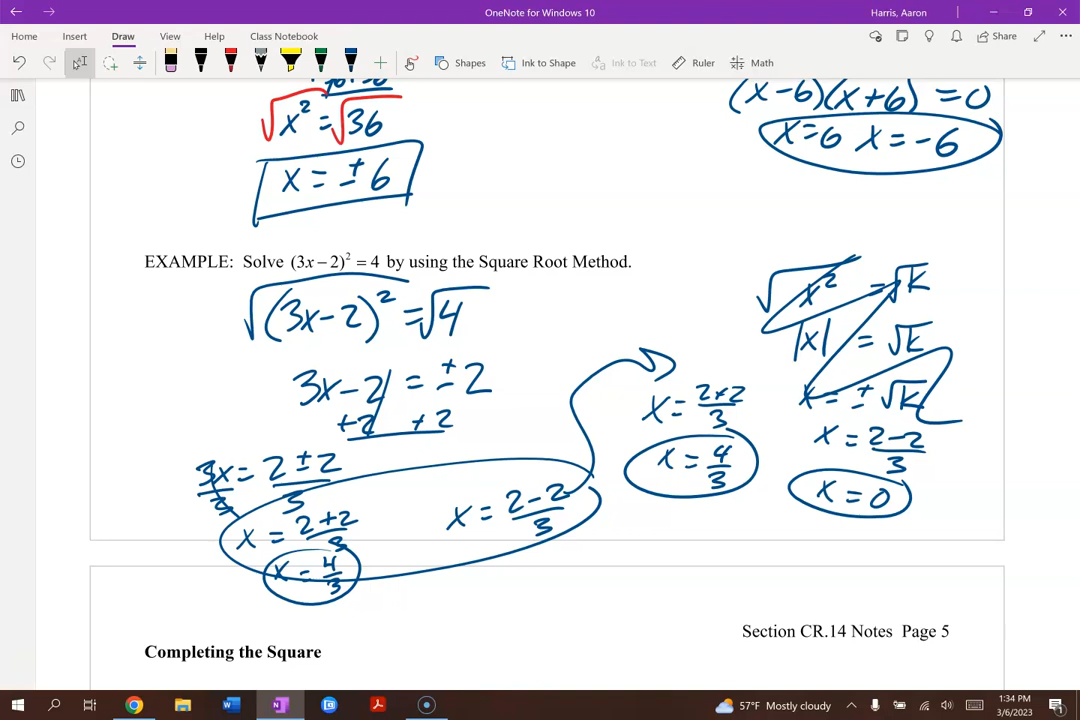 OneNote for Windows 10
Harris, Aaron
Home Insert Draw View Help Class Notebook
Share
Shapes Ink to Shape Ink to Text Ruler Math
√x² = √36
x = ± 6
(x-6)(x+6) = 0
x=6 x=-6
EXAMPLE: Solve (3x − 2)² = 4 by using the Square Root Method.
√(3x-2)² = √4
3x-2 = ± 2
+2 +2
3x = 2 ± 2
3 3
x = 2+2/3
x = 4/3
x = 2-2/3
x = 2+2/3
x = 4/3
√x² = √k
|x| = √k
x = ± √k
x = 2-2/3
x = 0
Section CR.14 Notes Page 5
Completing the Square
57°F Mostly cloudy
1:34 PM
3/6/2023